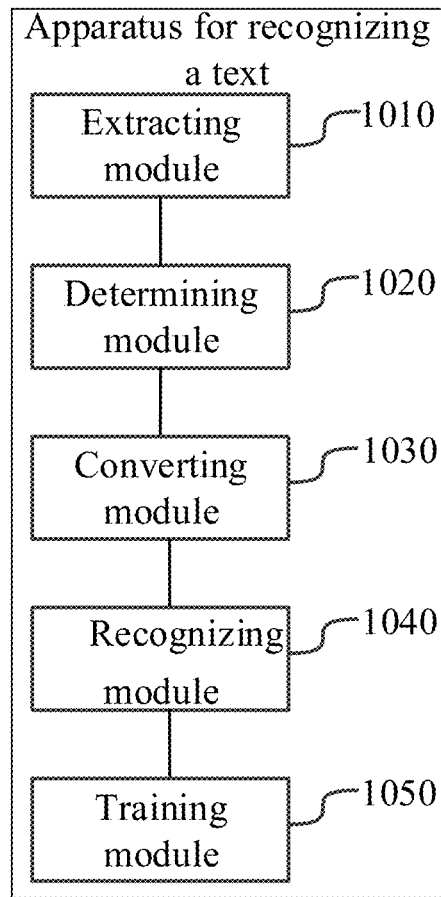 Apparatus for recognizing
a text
Extracting
module
1010
Determining
module
1020
Converting
module
1030
Recognizing
module
1040
Training
module
1050